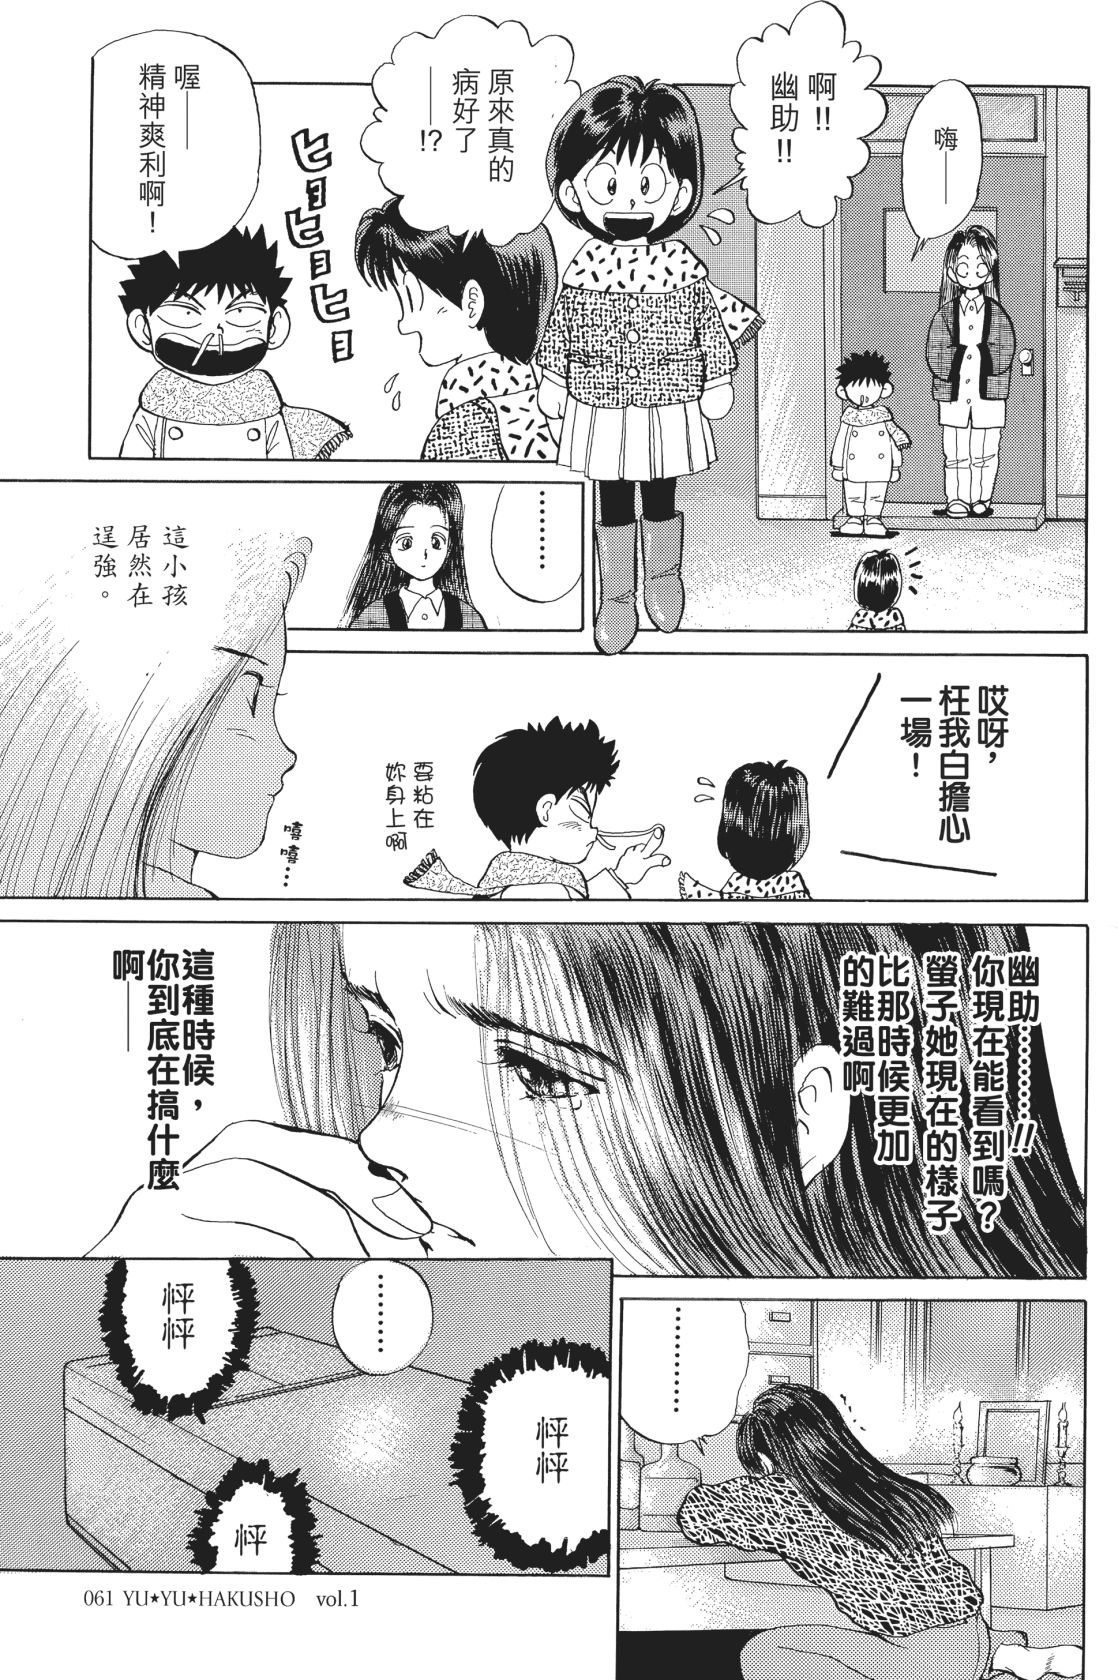 嗨——
啊!!
幽助!!
原來真的
病好了
——!?
ヒョヒョヒョ
喔——
精神爽利啊！
………
這小孩
居然在
逞強。
哎呀，
枉我白擔心
一場！
要粘在
妳身上啊
嘻嘻…
幽助…………!!
你現在能看到嗎？
螢子她現在的樣子
比那時候更加
的難過啊
這種時候，
你到底在搞什麼
啊——
………
怦怦
………
怦怦
怦
061 YU★YU★HAKUSHO vol.1